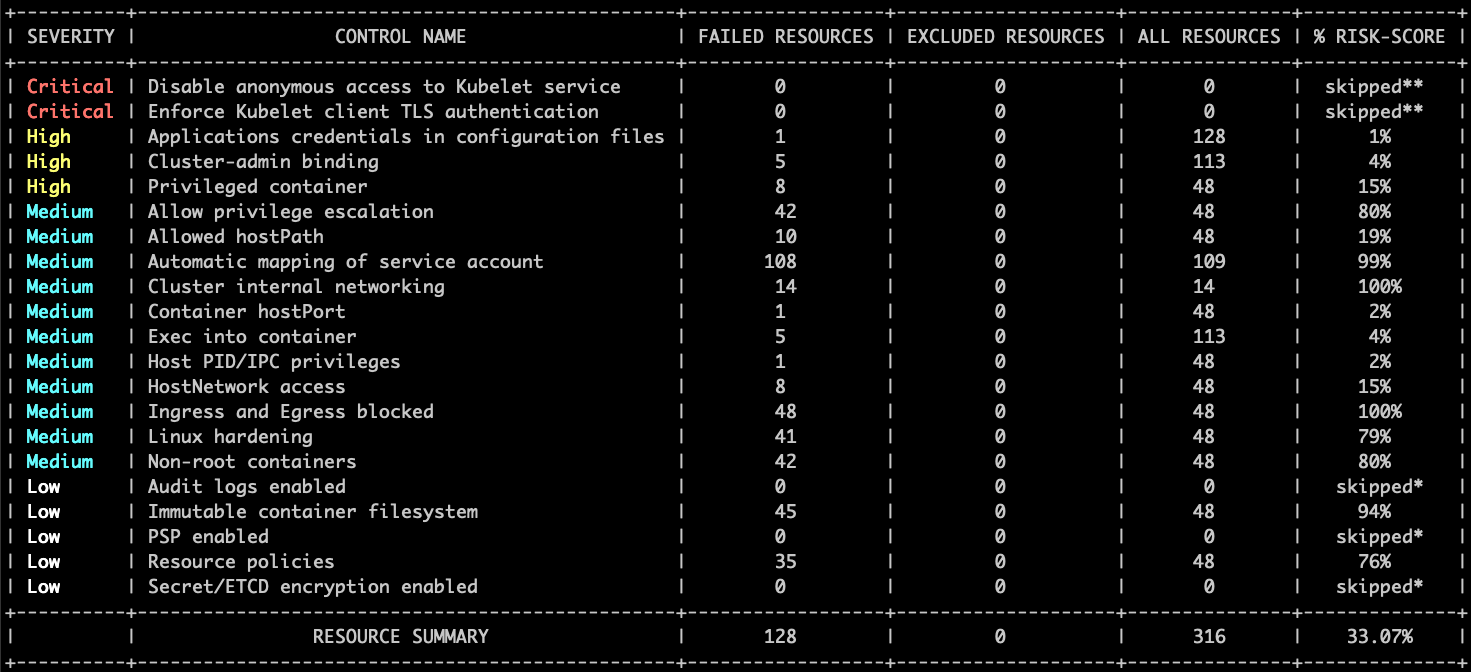 | SEVERITY | CONTROL NAME | FAILED RESOURCES | EXCLUDED RESOURCES | ALL RESOURCES | % RISK-SCORE |
| Critical | Disable anonymous access to Kubelet service | 0 | 0 | 0 | skipped** |
| Critical | Enforce Kubelet client TLS authentication | 0 | 0 | 0 | skipped** |
| High | Applications credentials in configuration files | 1 | 0 | 128 | 1% |
| High | Cluster-admin binding | 5 | 0 | 113 | 4% |
| High | Privileged container | 8 | 0 | 48 | 15% |
| Medium | Allow privilege escalation | 42 | 0 | 48 | 80% |
| Medium | Allowed hostPath | 10 | 0 | 48 | 19% |
| Medium | Automatic mapping of service account | 108 | 0 | 109 | 99% |
| Medium | Cluster internal networking | 14 | 0 | 14 | 100% |
| Medium | Container hostPort | 1 | 0 | 48 | 2% |
| Medium | Exec into container | 5 | 0 | 113 | 4% |
| Medium | Host PID/IPC privileges | 1 | 0 | 48 | 2% |
| Medium | HostNetwork access | 8 | 0 | 48 | 15% |
| Medium | Ingress and Egress blocked | 48 | 0 | 48 | 100% |
| Medium | Linux hardening | 41 | 0 | 48 | 79% |
| Medium | Non-root containers | 42 | 0 | 48 | 80% |
| Low | Audit logs enabled | 0 | 0 | 0 | skipped* |
| Low | Immutable container filesystem | 45 | 0 | 48 | 94% |
| Low | PSP enabled | 0 | 0 | 0 | skipped* |
| Low | Resource policies | 35 | 0 | 48 | 76% |
| Low | Secret/ETCD encryption enabled | 0 | 0 | 0 | skipped* |
| | RESOURCE SUMMARY | 128 | 0 | 316 | 33.07% |